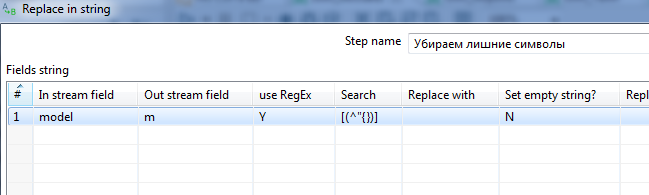 Replace in string
Step name Убираем лишние символы
Fields string
# In stream field Out stream field use RegEx Search Replace with Set empty string? Repl
1 model m Y [(^"{})] N